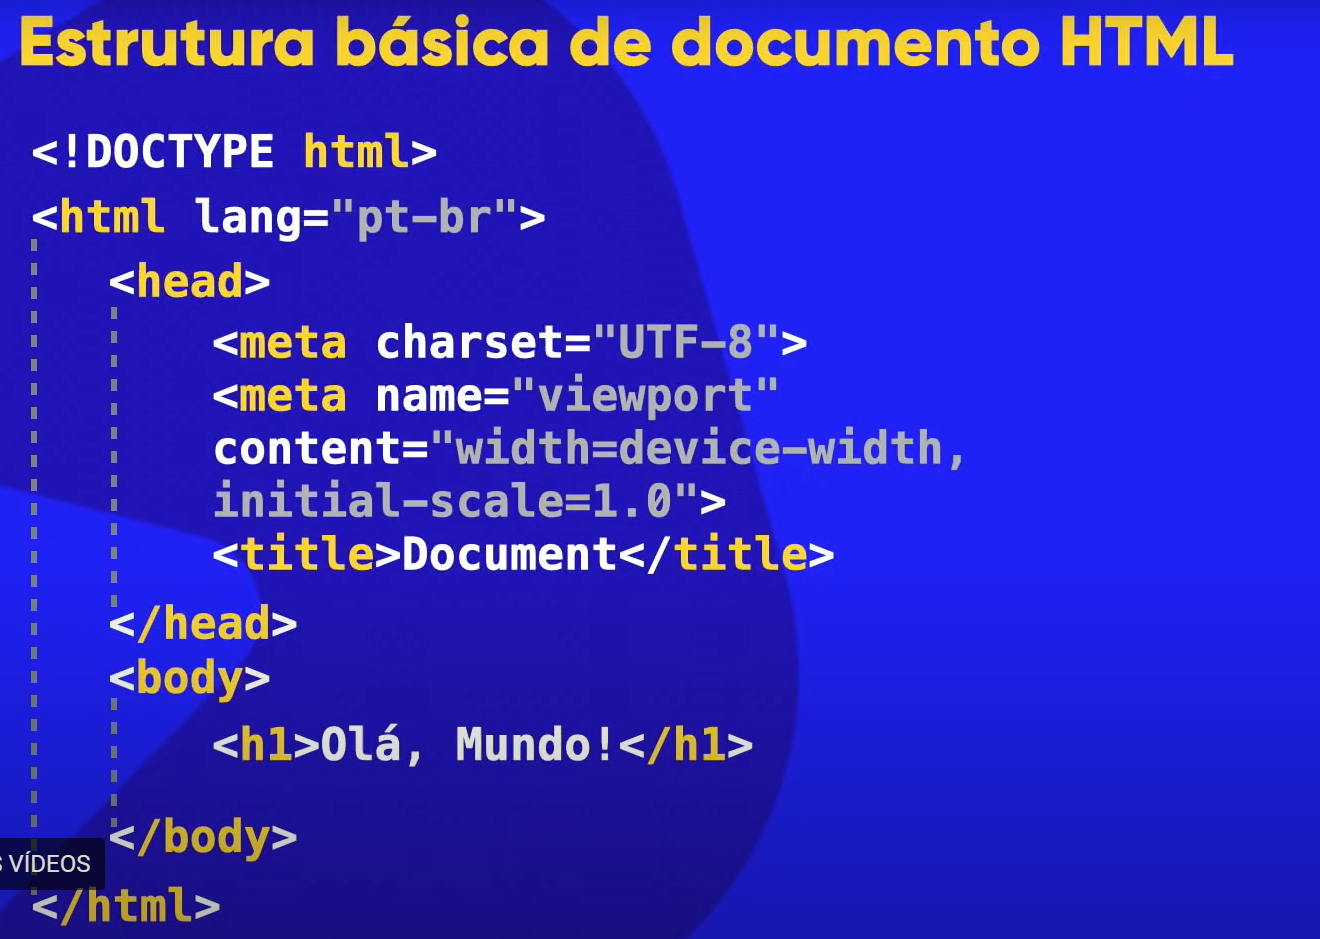 Estrutura básica de documento HTML
<!DOCTYPE html>
<html lang="pt-br">
<head>
<meta charset="UTF-8">
<meta name="viewport"
content="width=device-width,
initial-scale=1.0">
<title>Document</title>
</head>
<body>
<h1>Olá, Mundo!</h1>
</body>
S VÍDEOS
</html>